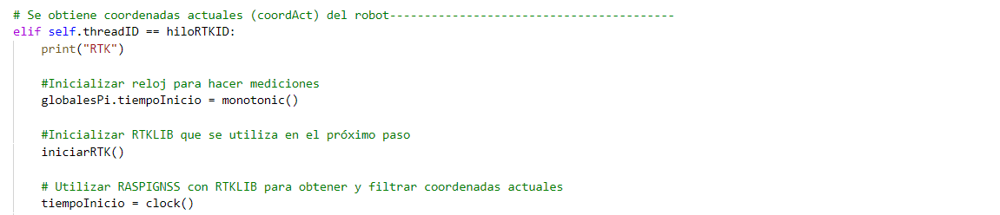 # Se obtiene coordenadas actuales (coordAct) del robot-----------------------------------------
elif self.threadID == hiloRTKID:
print("RTK")
#Inicializar reloj para hacer mediciones
globalesPi.tiempoInicio = monotonic()
#Inicializar RTKLIB que se utiliza en el próximo paso
iniciarRTK()
# Utilizar RASPIGNSS con RTKLIB para obtener y filtrar coordenadas actuales
tiempoInicio = clock()